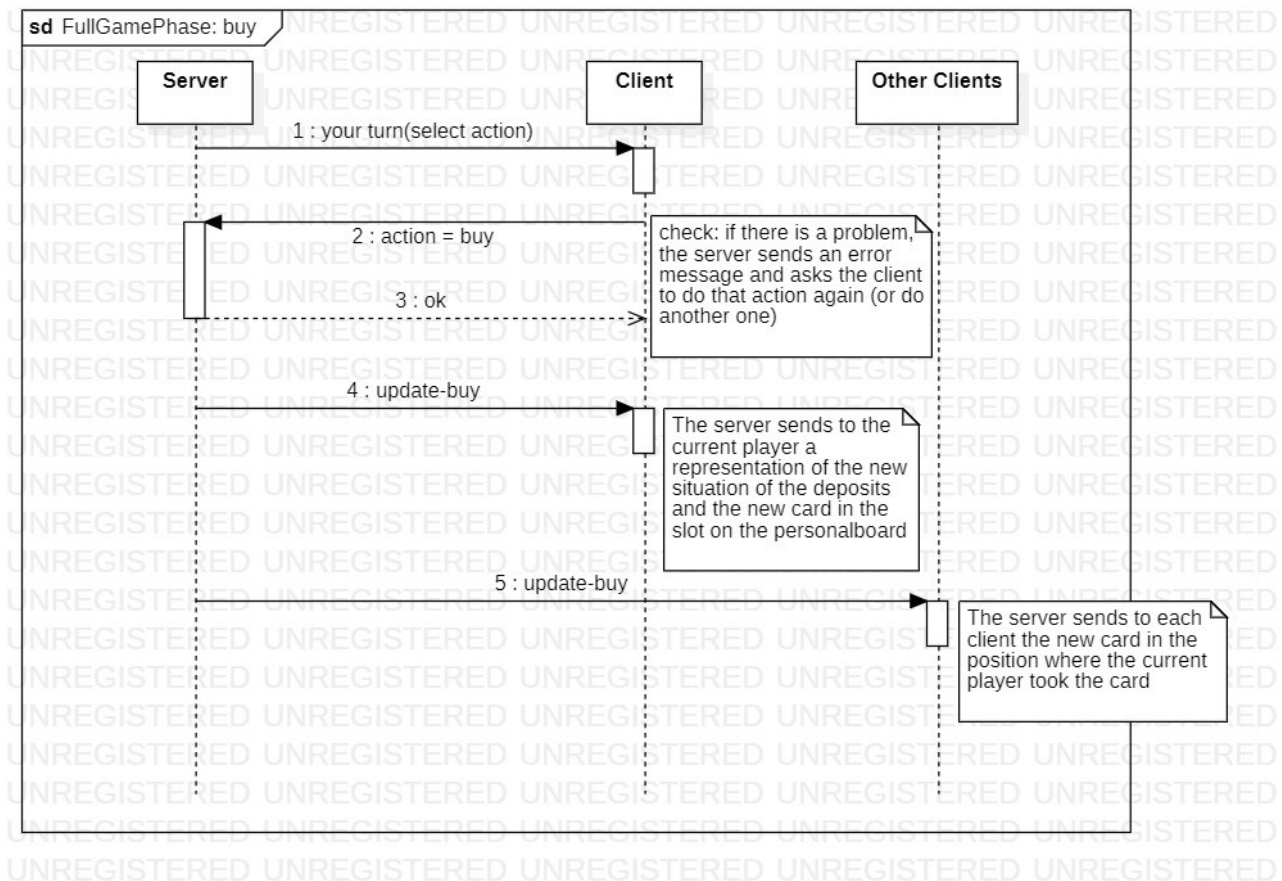 sd FullGamePhase: buy
Server
Client
Other Clients
1 : your turn(select action)
2 : action = buy
check: if there is a problem,
the server sends an error
message and asks the client
to do that action again (or do
another one)
3 : ok
4 : update-buy
The server sends to the
current player a
representation of the new
situation of the deposits
and the new card in the
slot on the personalboard
5 : update-buy
The server sends to each
client the new card in the
position where the current
player took the card
UNREGISTERED UNREGISTERED UNREGISTERED UNREGISTERED UNREGISTERED